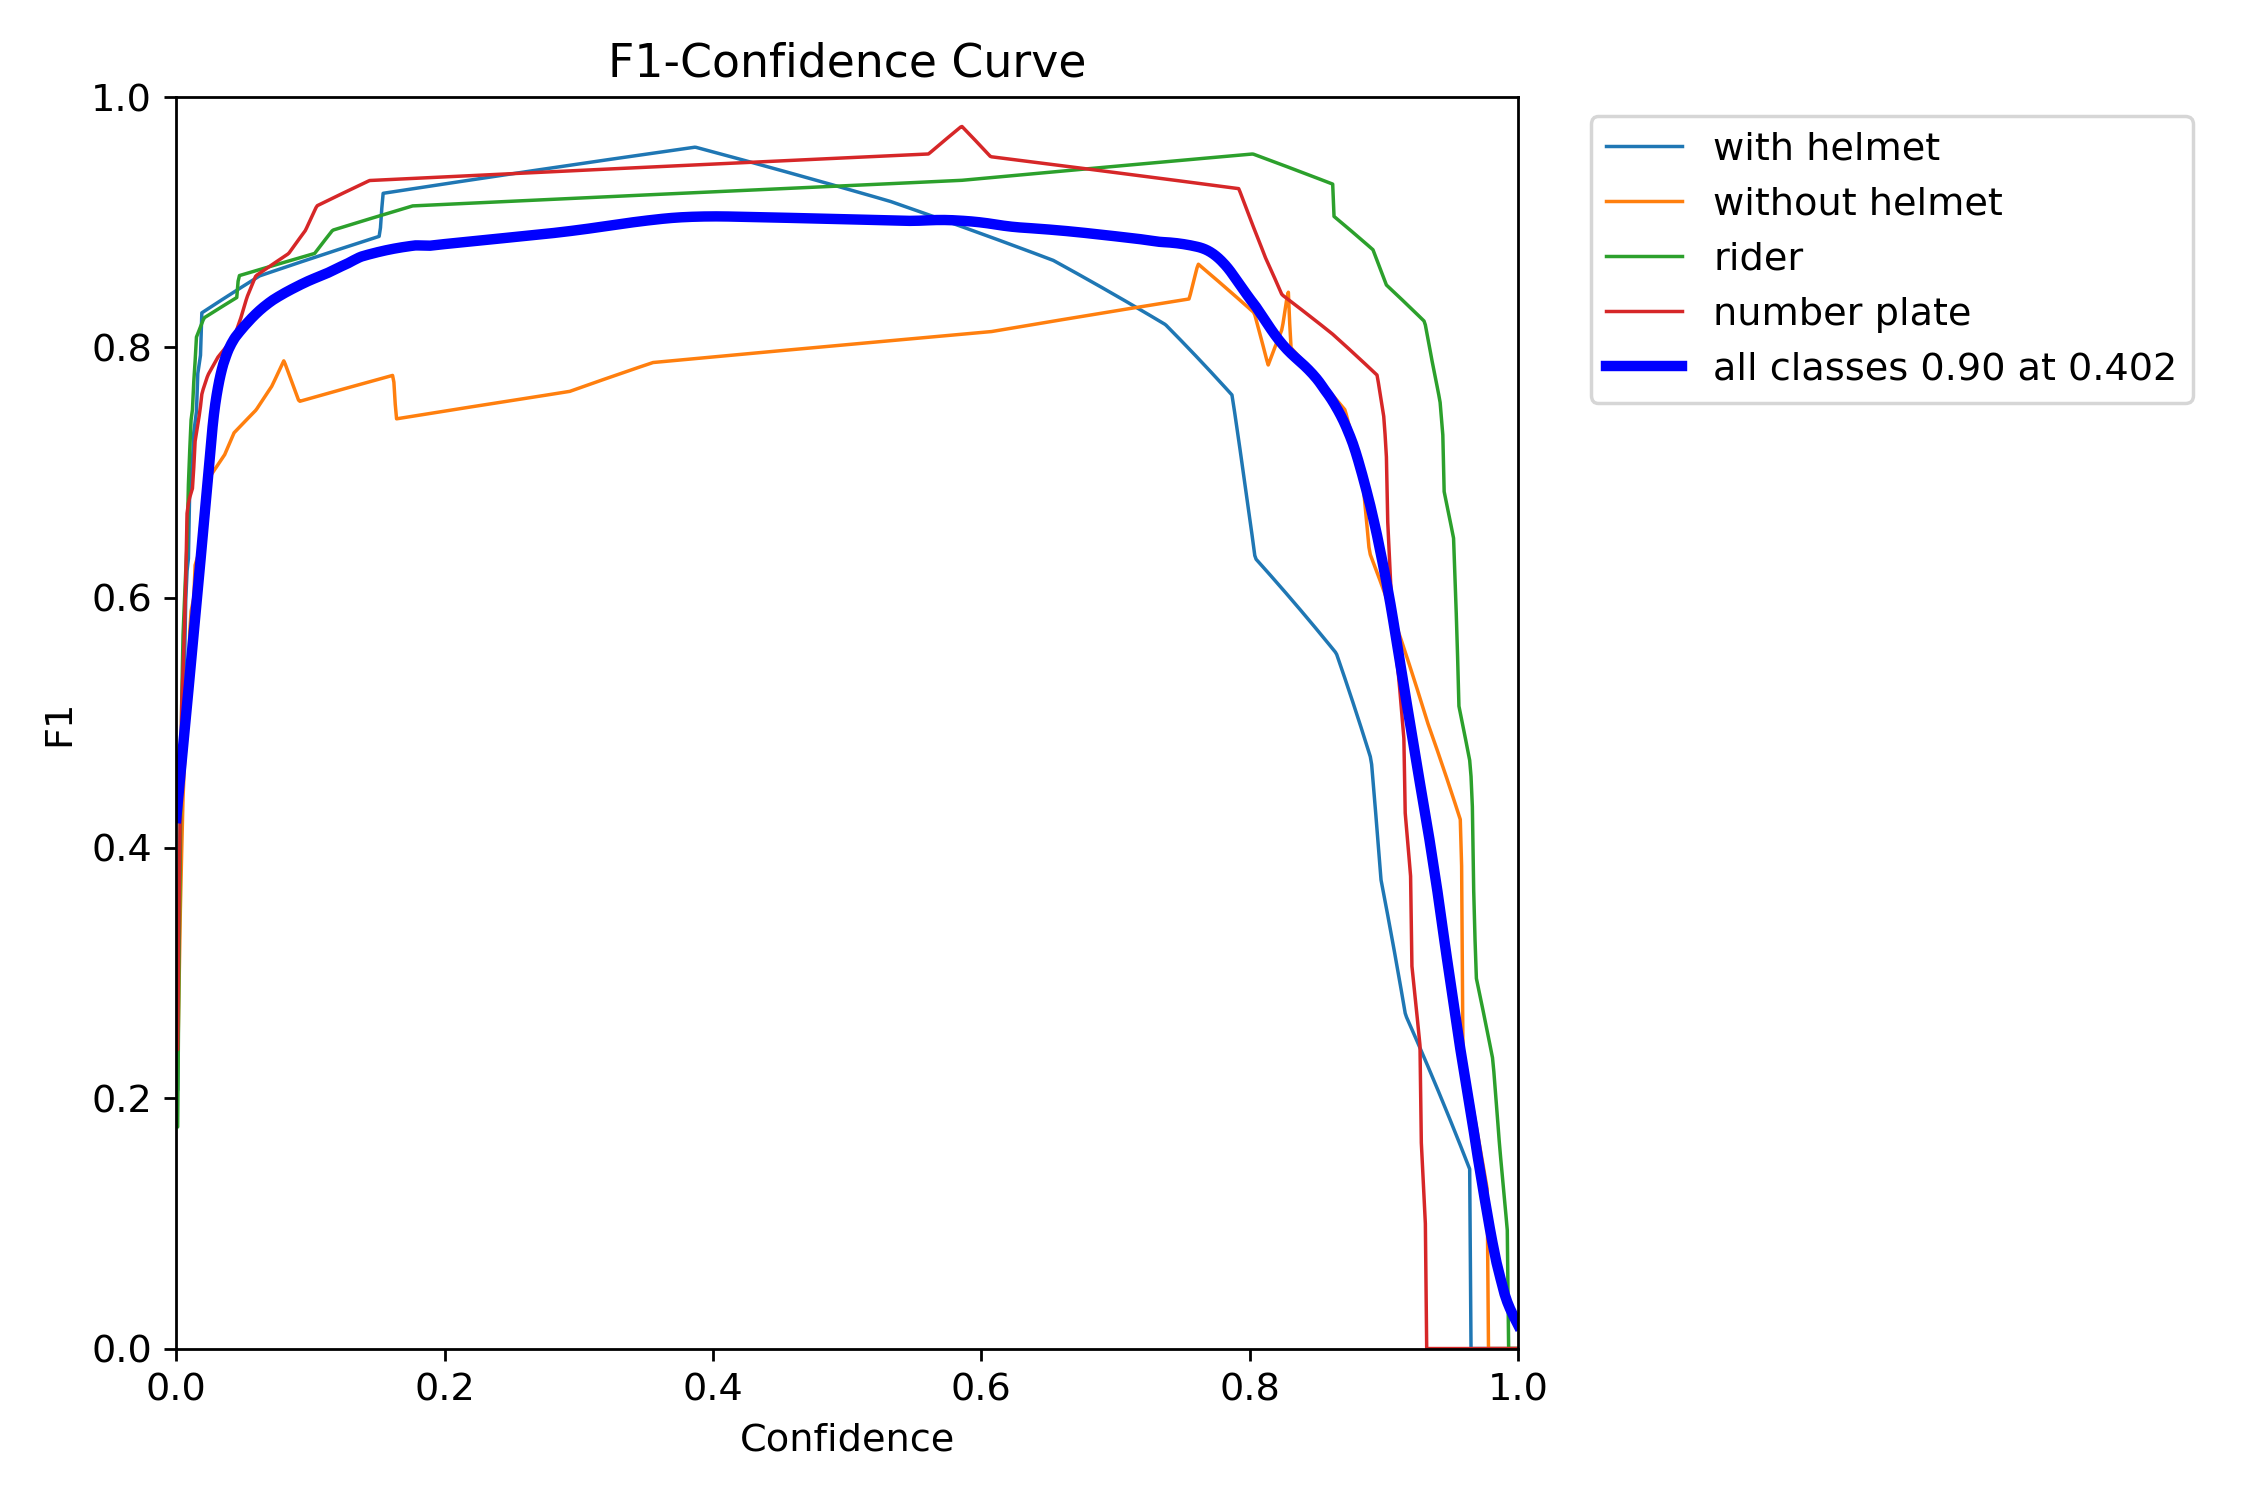 F1-Confidence Curve
1.0
0.8
0.6
0.4
0.2
0.0
F1
0.0 0.2 0.4 0.6 0.8 1.0
Confidence
with helmet
without helmet
rider
number plate
all classes 0.90 at 0.402